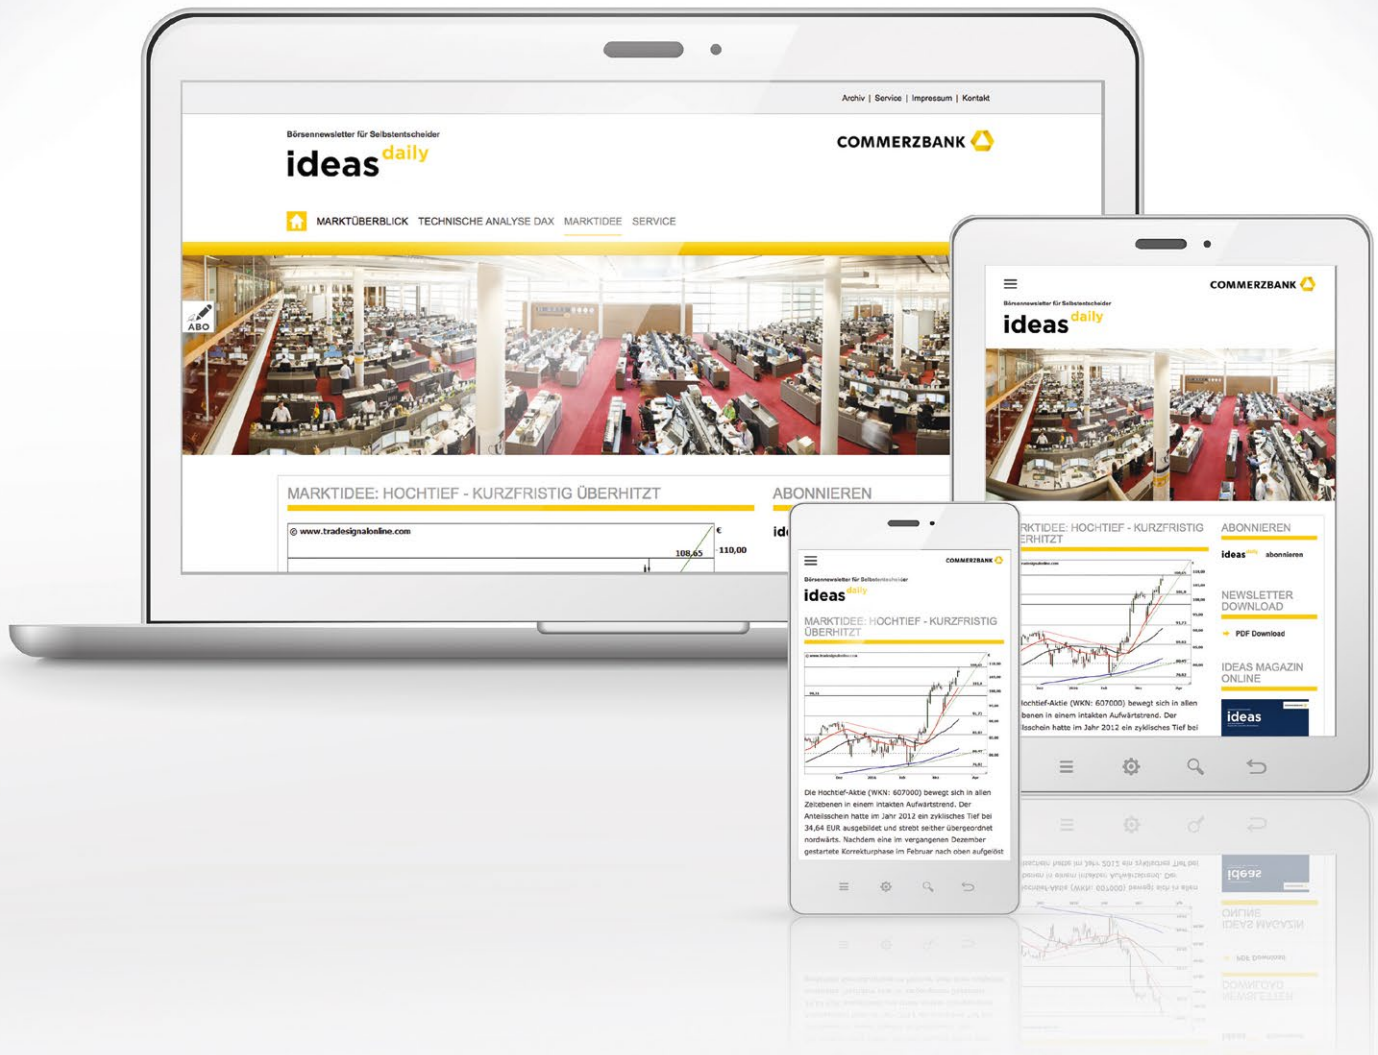 Archiv | Service | Impressum | Kontakt
Börsennewsletter für Selbstentscheider
ideas daily
COMMERZBANK
MARKTÜBERBLICK TECHNISCHE ANALYSE DAX MARKTIDEE SERVICE
ABO
MARKTIDEE: HOCHTIEF - KURZFRISTIG ÜBERHITZT
ABONNIEREN
© www.tradesignalonline.com
€
108,65
110,00
COMMERZBANK
Börsennewsletter für Selbstentscheider
ideas daily
RKTIDEE: HOCHTIEF - KURZFRISTIG
ERHITZT
ABONNIEREN
ideas daily abonnieren
NEWSLETTER
DOWNLOAD
PDF Download
IDEAS MAGAZIN
ONLINE
ideas
lochtief-Aktie (WKN: 607000) bewegt sich in allen
benen in einem intakten Aufwärtstrend. Der
ilsschein hatte im Jahr 2012 ein zyklisches Tief bei
COMMERZBANK
Börsennewsletter für Selbstentscheider
ideas daily
MARKTIDEE: HOCHTIEF - KURZFRISTIG
ÜBERHITZT
© www.tradesignalonline.com
Die Hochtief-Aktie (WKN: 607000) bewegt sich in allen
Zeitebenen in einem intakten Aufwärtstrend. Der
Anteilsschein hatte im Jahr 2012 ein zyklisches Tief bei
34,64 EUR ausgebildet und strebt seither übergeordnet
nordwärts. Nachdem eine im vergangenen Dezember
gestartete Korrekturphase im Februar nach oben aufgelöst